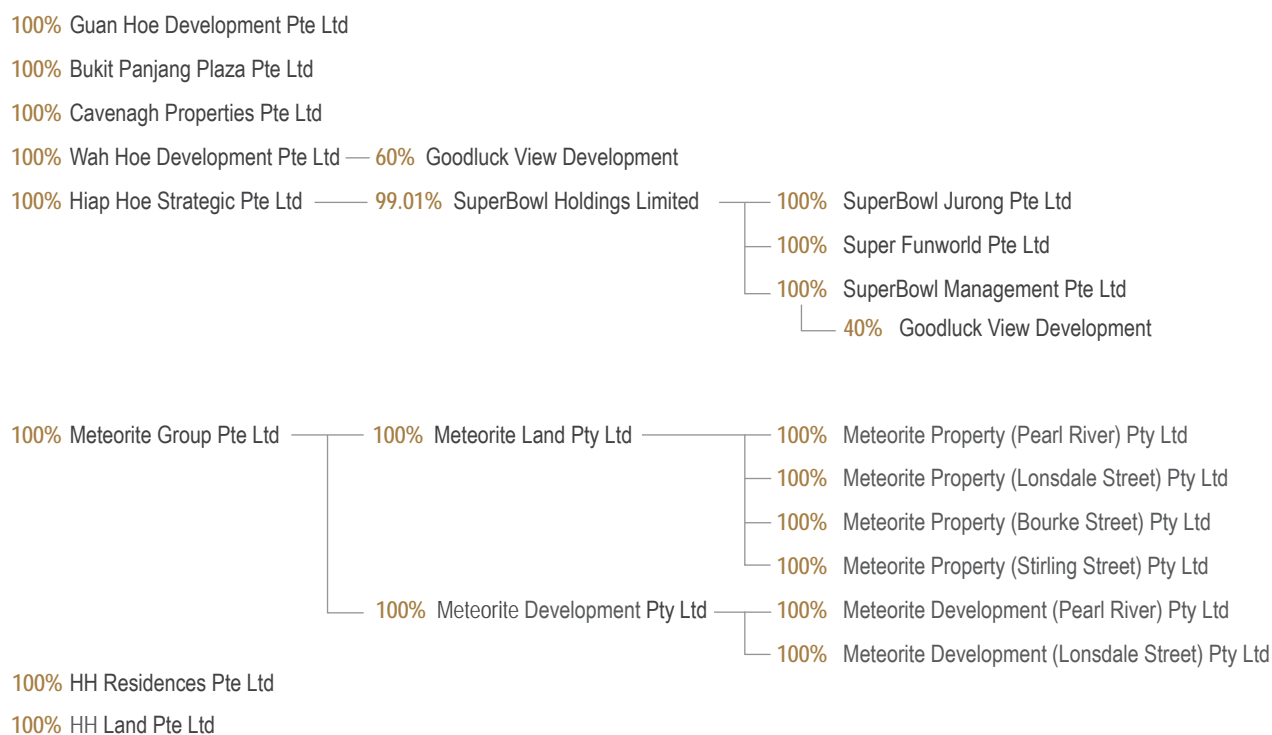 100% Guan Hoe Development Pte Ltd
100% Bukit Panjang Plaza Pte Ltd
100% Cavenagh Properties Pte Ltd
100% Wah Hoe Development Pte Ltd 60% Goodluck View Development
100% Hiap Hoe Strategic Pte Ltd 99.01% SuperBowl Holdings Limited 100% SuperBowl Jurong Pte Ltd
100% Super Funworld Pte Ltd
100% SuperBowl Management Pte Ltd
40% Goodluck View Development
100% Meteorite Group Pte Ltd 100% Meteorite Land Pty Ltd 100% Meteorite Property (Pearl River) Pty Ltd
100% Meteorite Property (Lonsdale Street) Pty Ltd
100% Meteorite Property (Bourke Street) Pty Ltd
100% Meteorite Property (Stirling Street) Pty Ltd
100% Meteorite Development Pty Ltd 100% Meteorite Development (Pearl River) Pty Ltd
100% Meteorite Development (Lonsdale Street) Pty Ltd
100% HH Residences Pte Ltd
100% HH Land Pte Ltd